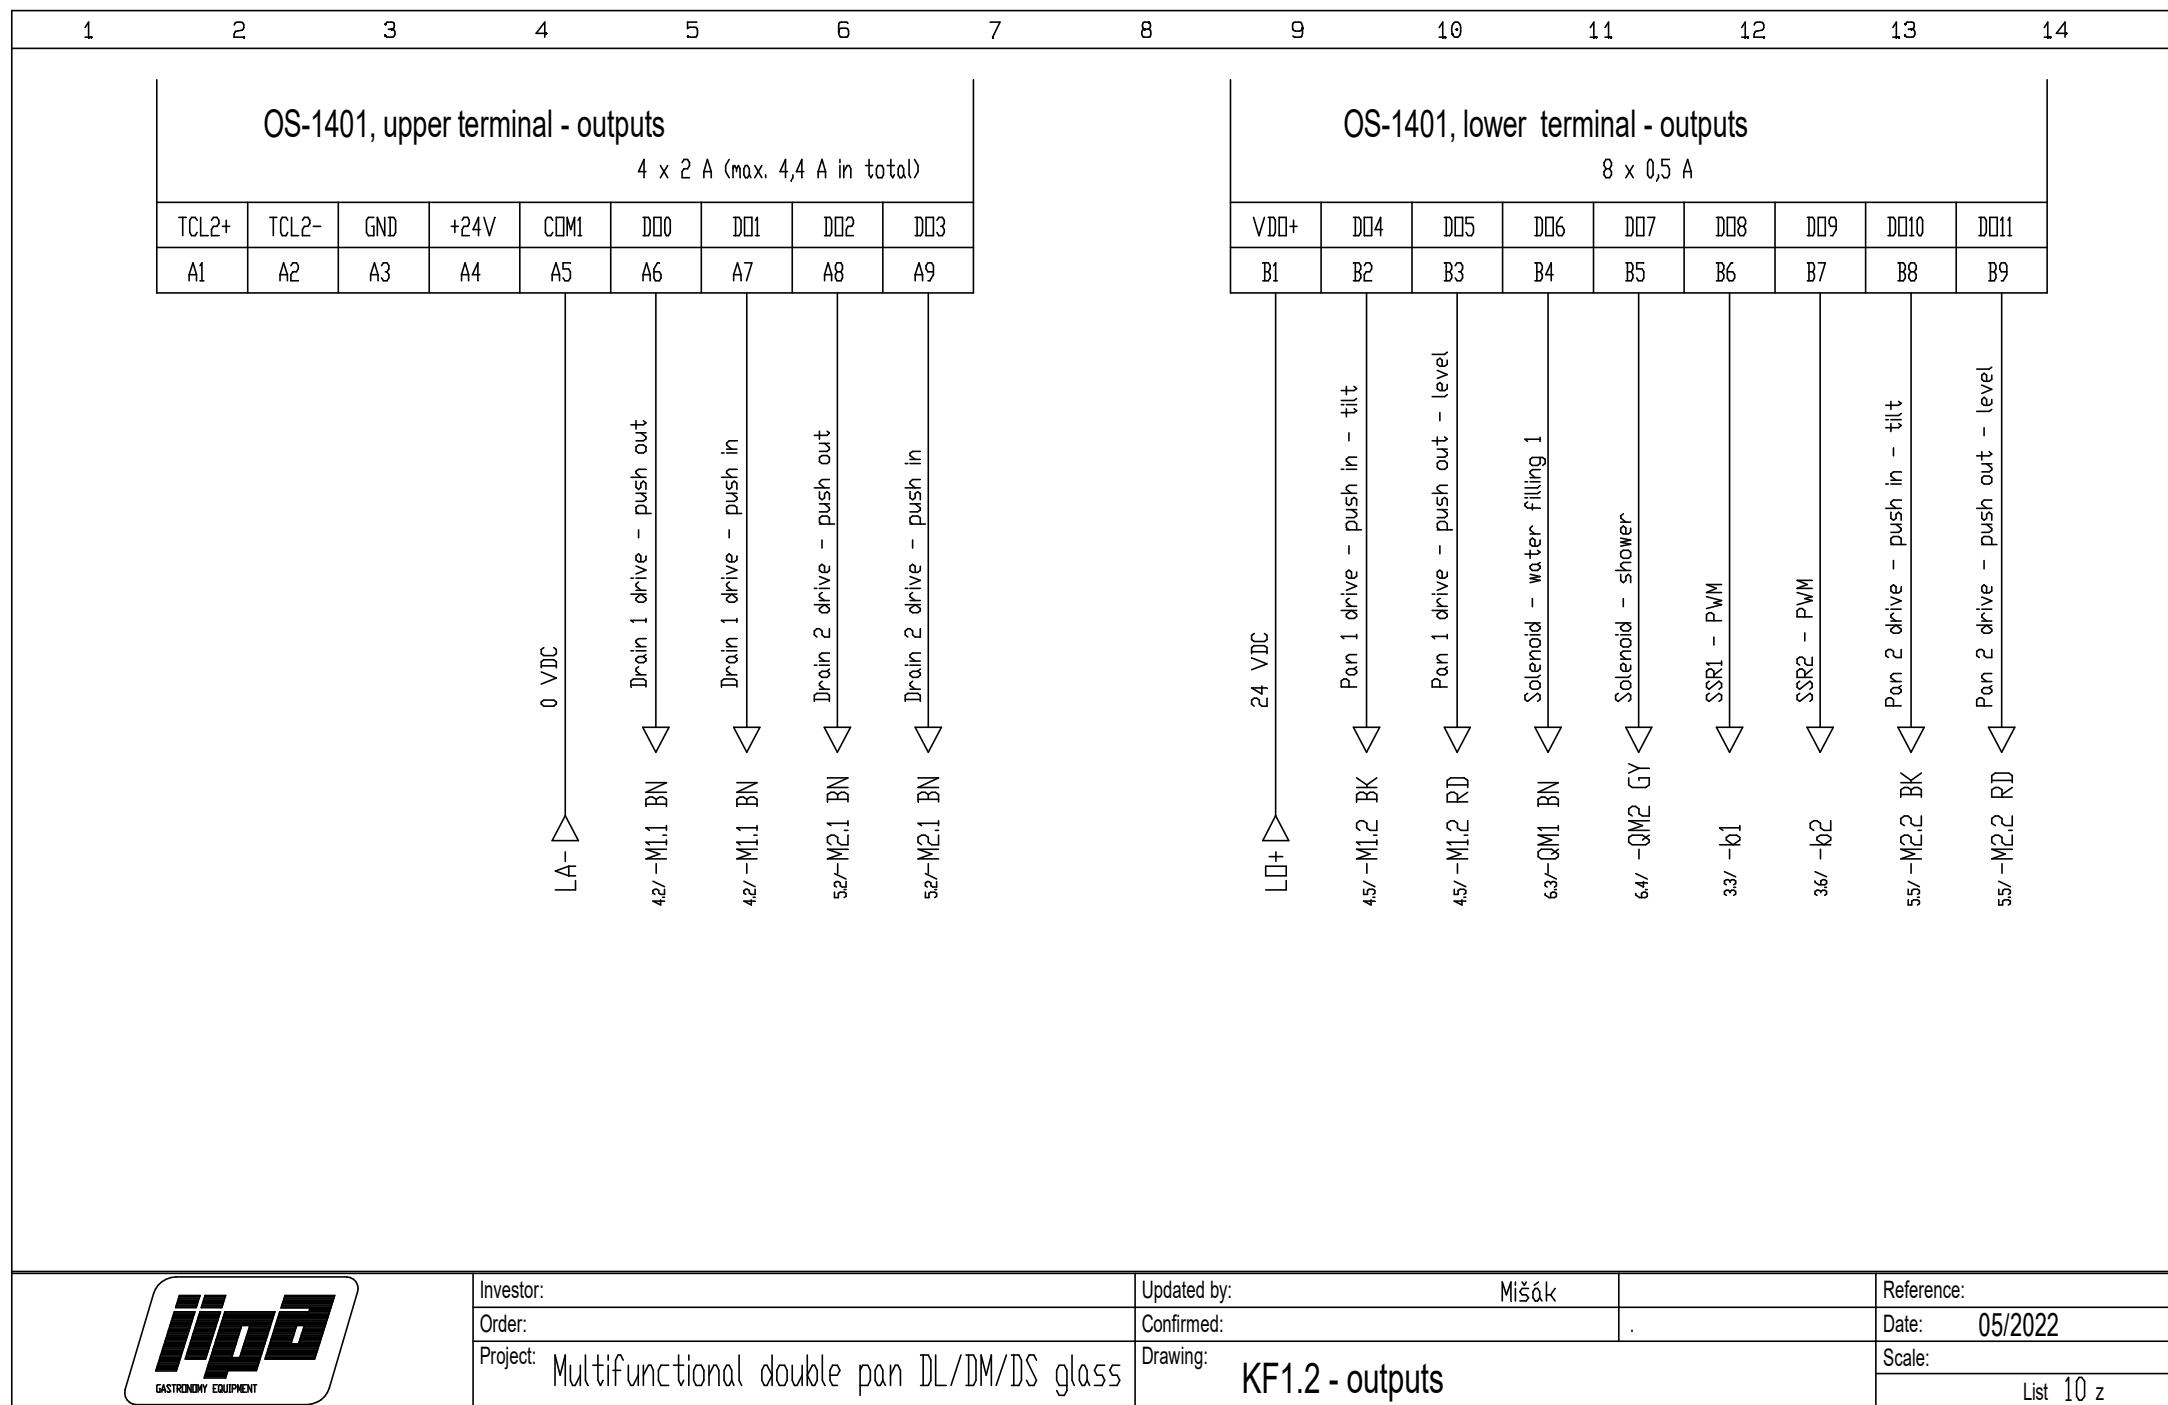 1 2 3 4 5 6 7 8 9 10 11 12 13 14
OS-1401, upper terminal - outputs
4 x 2 A (max. 4,4 A in total)
TCL2+ TCL2- GND +24V COM1 DO0 DO1 DO2 DO3
A1 A2 A3 A4 A5 A6 A7 A8 A9
0 VDC
Drain 1 drive - push out
Drain 1 drive - push in
Drain 2 drive - push out
Drain 2 drive - push in
LA-
4.2/ -M1.1 BN
4.2/ -M1.1 BN
5.2/-M2.1 BN
5.2/-M2.1 BN
OS-1401, lower terminal - outputs
8 x 0,5 A
VDO+ DO4 DO5 DO6 DO7 DO8 DO9 DO10 DO11
B1 B2 B3 B4 B5 B6 B7 B8 B9
24 VDC
Pan 1 drive - push in - tilt
Pan 1 drive - push out - level
Solenoid - water filling 1
Solenoid - shower
SSR1 - PWM
SSR2 - PWM
Pan 2 drive - push in - tilt
Pan 2 drive - push out - level
LO+
4.5/ -M1.2 BK
4.5/ -M1.2 RD
6.3/-QM1 BN
6.4/ -QM2 GY
3.3/ -b1
3.6/ -b2
5.5/ -M2.2 BK
5.5/ -M2.2 RD
jipa
GASTRONOMY EQUIPMENT
Investor:
Order:
Project: Multifunctional double pan DL/DM/DS glass
Updated by: Mišák
Confirmed: .
Drawing: KF1.2 - outputs
Reference:
Date: 05/2022
Scale:
List 10 z